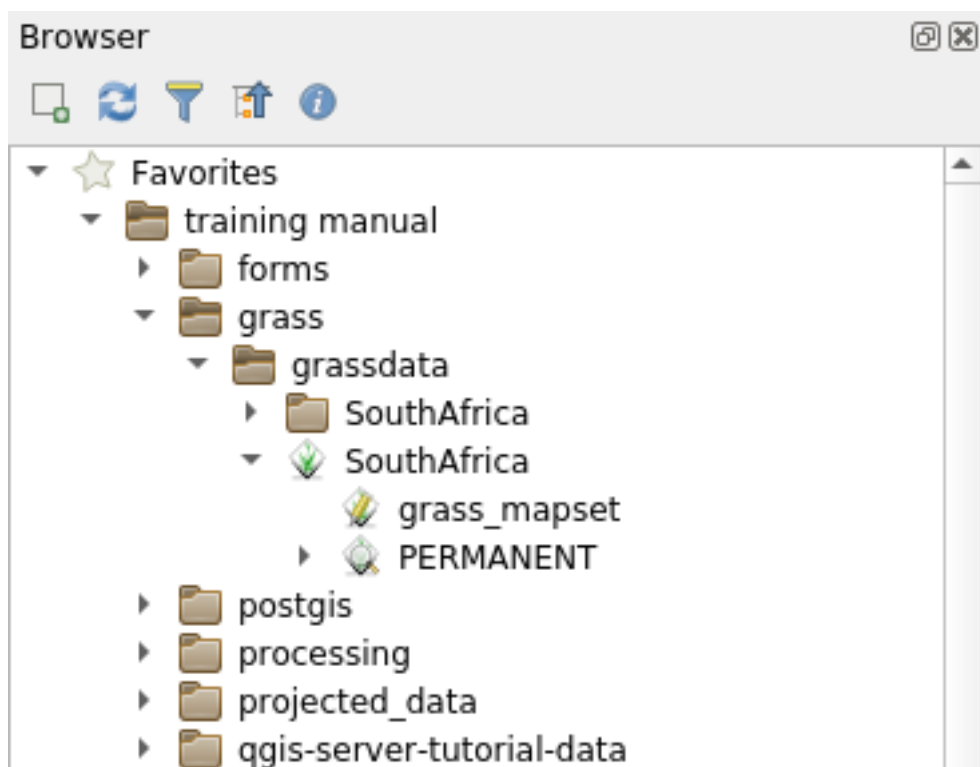 Browser
Favorites
training manual
forms
grass
grassdata
SouthAfrica
SouthAfrica
grass_mapset
PERMANENT
postgis
processing
projected_data
qgis-server-tutorial-data